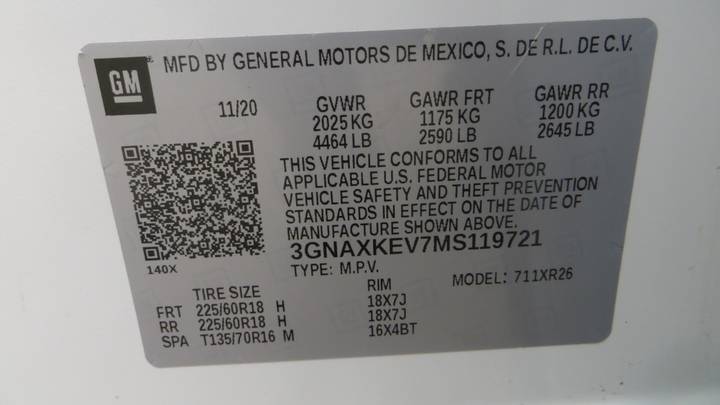 GM
MFD BY GENERAL MOTORS DE MEXICO, S. DE R.L. DE C.V.
11/20 GVWR GAWR FRT GAWR RR
2025 KG 1175 KG 1200 KG
4464 LB 2590 LB 2645 LB
THIS VEHICLE CONFORMS TO ALL
APPLICABLE U.S. FEDERAL MOTOR
VEHICLE SAFETY AND THEFT PREVENTION
STANDARDS IN EFFECT ON THE DATE OF
MANUFACTURE SHOWN ABOVE.
3GNAXKEV7MS119721
140X
TYPE: M.P.V. MODEL: 711XR26
TIRE SIZE RIM
FRT 225/60R18 H 18X7J
RR 225/60R18 H 18X7J
SPA T135/70R16 M 16X4BT